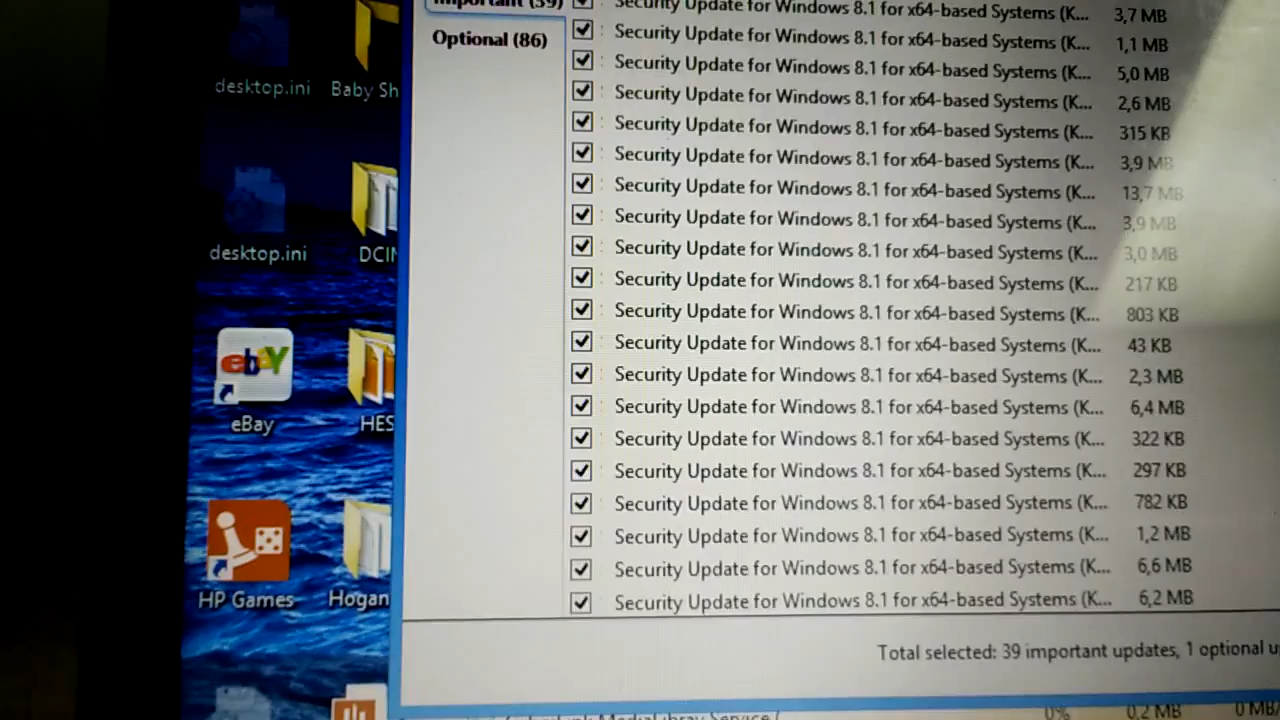 Important (39)
Optional (86)
Security Update for Windows 8.1 for x64-based Systems (K... 3,7 MB
Security Update for Windows 8.1 for x64-based Systems (K... 1,1 MB
Security Update for Windows 8.1 for x64-based Systems (K... 5,0 MB
Security Update for Windows 8.1 for x64-based Systems (K... 2,6 MB
Security Update for Windows 8.1 for x64-based Systems (K... 315 KB
Security Update for Windows 8.1 for x64-based Systems (K... 3,9 MB
Security Update for Windows 8.1 for x64-based Systems (K... 13,7 MB
Security Update for Windows 8.1 for x64-based Systems (K... 3,9 MB
Security Update for Windows 8.1 for x64-based Systems (K... 3,0 MB
Security Update for Windows 8.1 for x64-based Systems (K... 217 KB
Security Update for Windows 8.1 for x64-based Systems (K... 803 KB
Security Update for Windows 8.1 for x64-based Systems (K... 43 KB
Security Update for Windows 8.1 for x64-based Systems (K... 2,3 MB
Security Update for Windows 8.1 for x64-based Systems (K... 6,4 MB
Security Update for Windows 8.1 for x64-based Systems (K... 322 KB
Security Update for Windows 8.1 for x64-based Systems (K... 297 KB
Security Update for Windows 8.1 for x64-based Systems (K... 782 KB
Security Update for Windows 8.1 for x64-based Systems (K... 1,2 MB
Security Update for Windows 8.1 for x64-based Systems (K... 6,6 MB
Security Update for Windows 8.1 for x64-based Systems (K... 6,2 MB
Total selected: 39 important updates, 1 optional u
desktop.ini
Baby Sh
desktop.ini
DCI
ebY
eBay
HES
HP Games
Hogan
MediaLibrary Service (
0% 0,2 MB 0 MB/